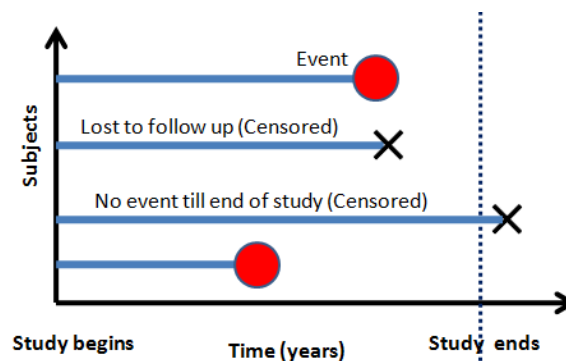 Event
Lost to follow up (Censored)
No event till end of study (Censored)
Subjects
Study begins
Time (years)
Study ends